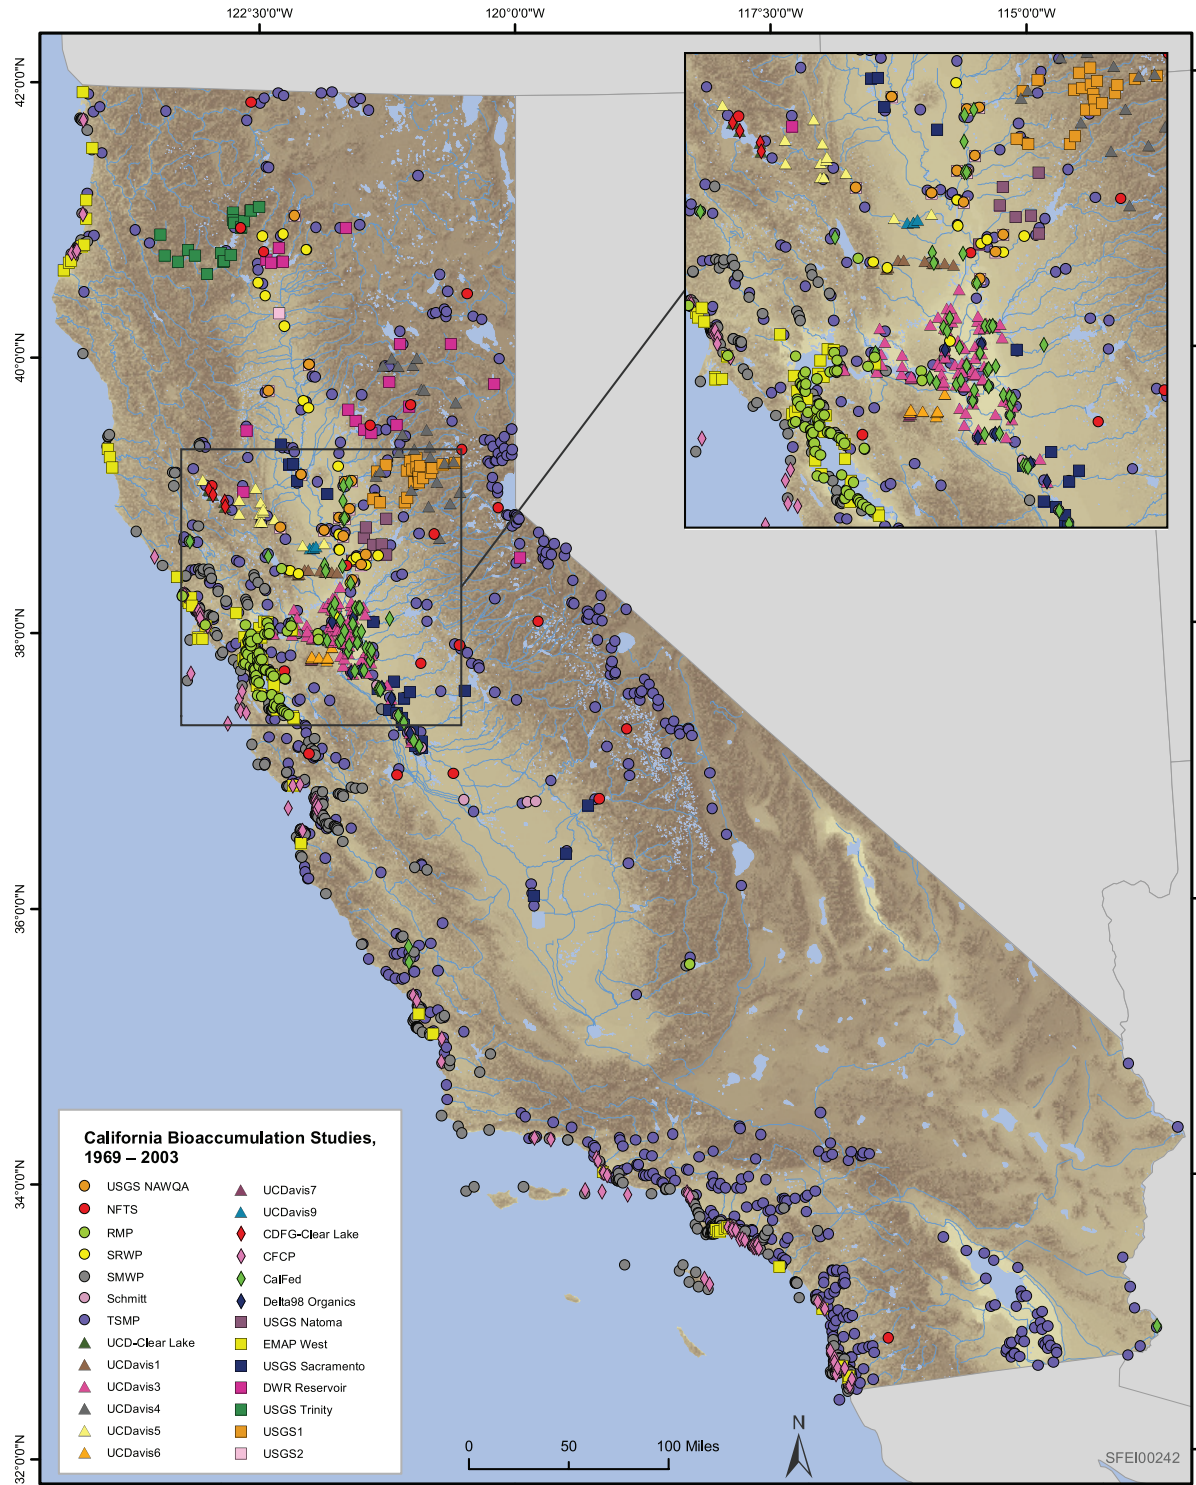 122°30'0"W 120°0'0"W 117°30'0"W 115°0'0"W
42°0'0"N
40°0'0"N
38°0'0"N
36°0'0"N
34°0'0"N
32°0'0"N
California Bioaccumulation Studies,
1969 – 2003
USGS NAWQA
NFTS
RMP
SRWP
SMWP
Schmitt
TSMP
UCD-Clear Lake
UCDavis1
UCDavis3
UCDavis4
UCDavis5
UCDavis6
UCDavis7
UCDavis9
CDFG-Clear Lake
CFCP
CalFed
Delta98 Organics
USGS Natoma
EMAP West
USGS Sacramento
DWR Reservoir
USGS Trinity
USGS1
USGS2
0 50 100 Miles
N
SFEI00242